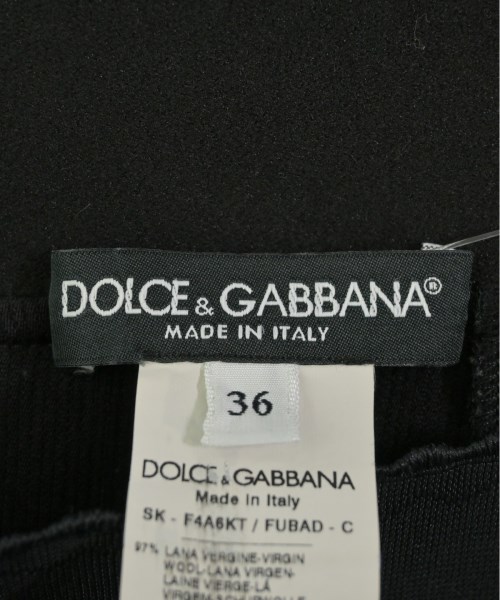 DOLCE & GABBANA®
MADE IN ITALY
36
DOLCE & GABBANA
Made in Italy
SK - F4A6KT / FUBAD - C
97% LANA VERGINE-VIRGIN
WOOL-LANA VIRGEN-
LAINE VIERGE-LÃ